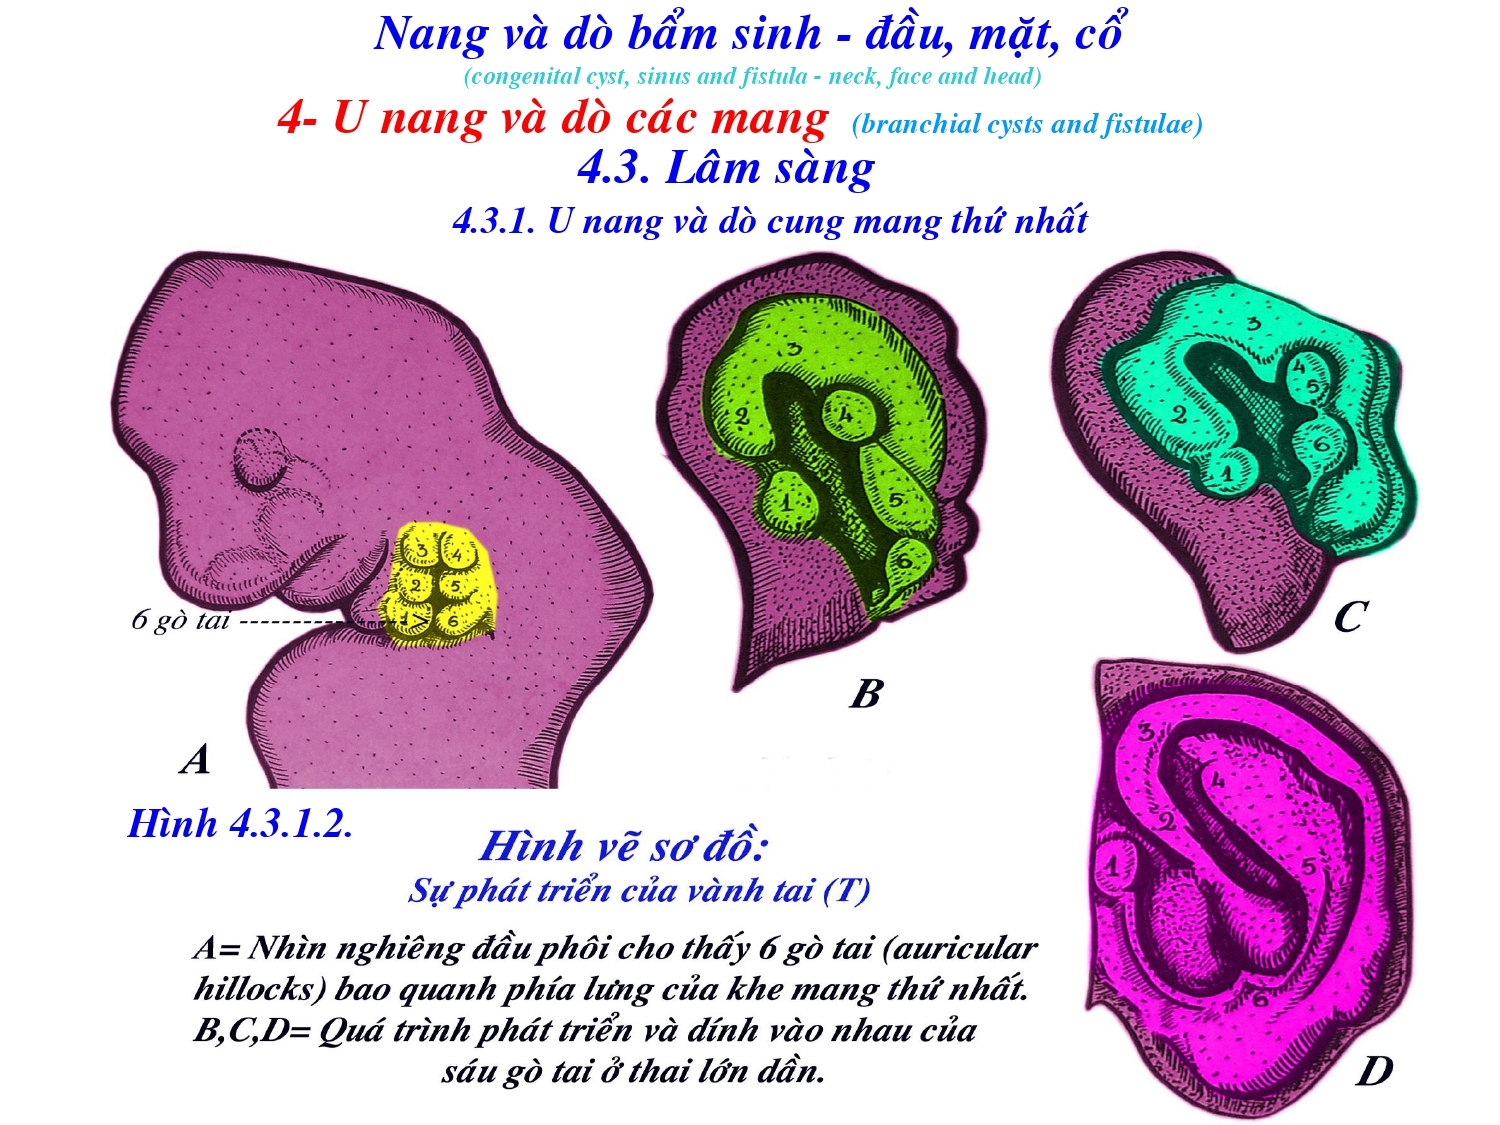 Nang và dò bẩm sinh - đầu, mặt, cổ
(congenital cyst, sinus and fistula - neck, face and head)
4- U nang và dò các mang (branchial cysts and fistulae)
4.3. Lâm sàng
4.3.1. U nang và dò cung mang thứ nhất
3 4
2 5
1 6
6 gò tai
A
3
2 4
1 5
6
B
3
4
5
2
6
1
C
3
4
2
1 5
6
D
Hình 4.3.1.2.
Hình vẽ sơ đồ:
Sự phát triển của vành tai (T)
A= Nhìn nghiêng đầu phôi cho thấy 6 gò tai (auricular
hillocks) bao quanh phía lưng của khe mang thứ nhất.
B,C,D= Quá trình phát triển và dính vào nhau của
sáu gò tai ở thai lớn dần.